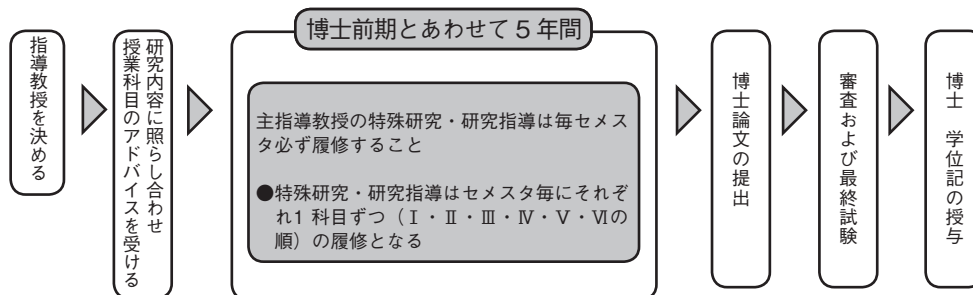 指導教授を決める
研究内容に照らし合わせ
授業科目のアドバイスを受ける
博士前期とあわせて5年間
主指導教授の特殊研究・研究指導は毎セメス
タ必ず履修すること
●特殊研究・研究指導はセメスタ毎にそれぞ
れ1 科目ずつ（Ⅰ・Ⅱ・Ⅲ・Ⅳ・Ⅴ・Ⅵの
順）の履修となる
博士論文の提出
審査および最終試験
博士　学位記の授与